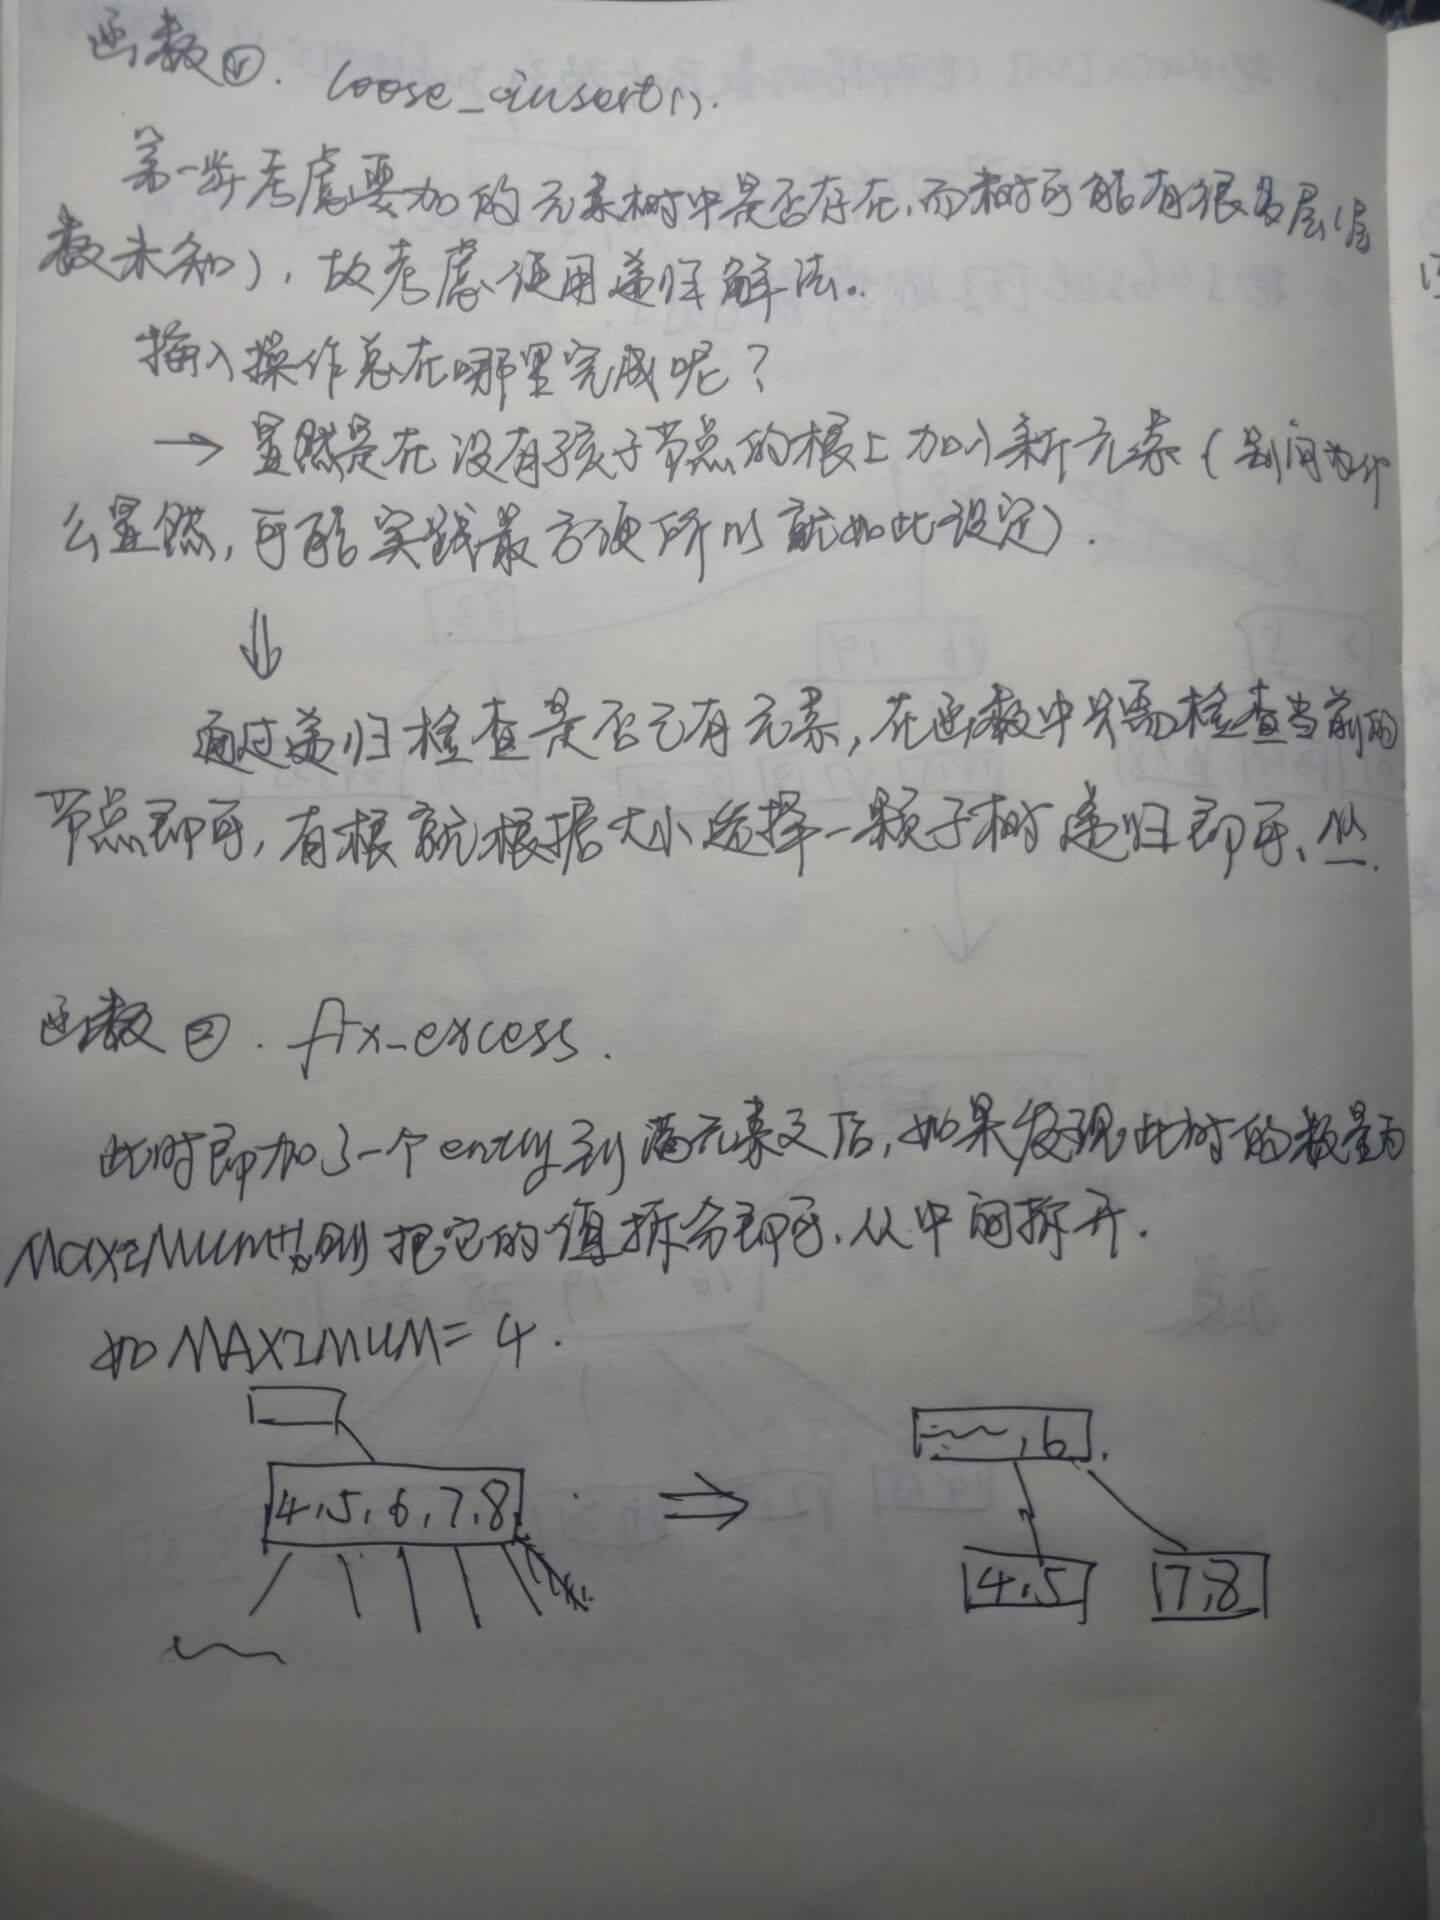 函数①. loose_insert().
第一步考虑要加的元素树中是否存在,而树可能有很多层(层
数未知),故考虑使用递归解法.
插入操作总在哪里完成呢?
→ 显然是在没有孩子节点的根上加入新元素(别问为什
么显然,可能实践最方便所以就如此设定).
⇓
通过递归检查是否已有元素,在函数中只需检查当前的
节点即可,有根就根据大小选择一颗子树递归即可、
函数②. fix_excess.
此时即加了一个entry到满元素之后,如果发现此时的数量为
MAXIMUM+1,则把它的值拆分即可.从中间拆开.
如MAXIMUM=4.
4,5,6,7,8
⇒
,6
4,5
7,8